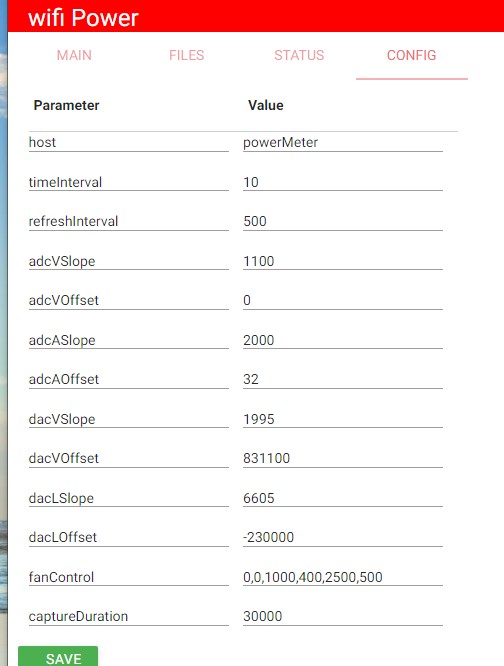 wifi Power
MAIN FILES STATUS CONFIG
Parameter Value
host powerMeter
timeInterval 10
refreshInterval 500
adcVSlope 1100
adcVOffset 0
adcASlope 2000
adcAOffset 32
dacVSlope 1995
dacVOffset 831100
dacLSlope 6605
dacLOffset -230000
fanControl 0,0,1000,400,2500,500
captureDuration 30000
SAVE